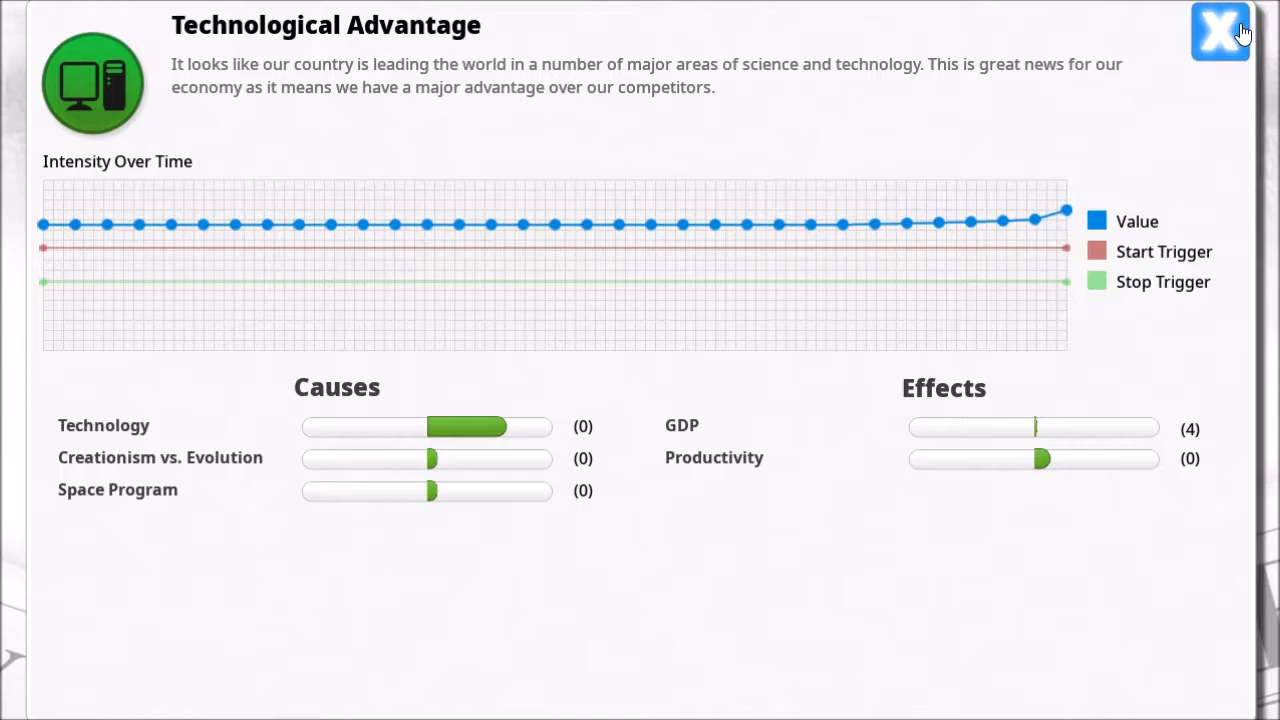 Technological Advantage
It looks like our country is leading the world in a number of major areas of science and technology. This is great news for our
economy as it means we have a major advantage over our competitors.
X
Intensity Over Time
Value
Start Trigger
Stop Trigger
Causes
Technology (0)
Creationism vs. Evolution (0)
Space Program (0)
Effects
GDP (4)
Productivity (0)